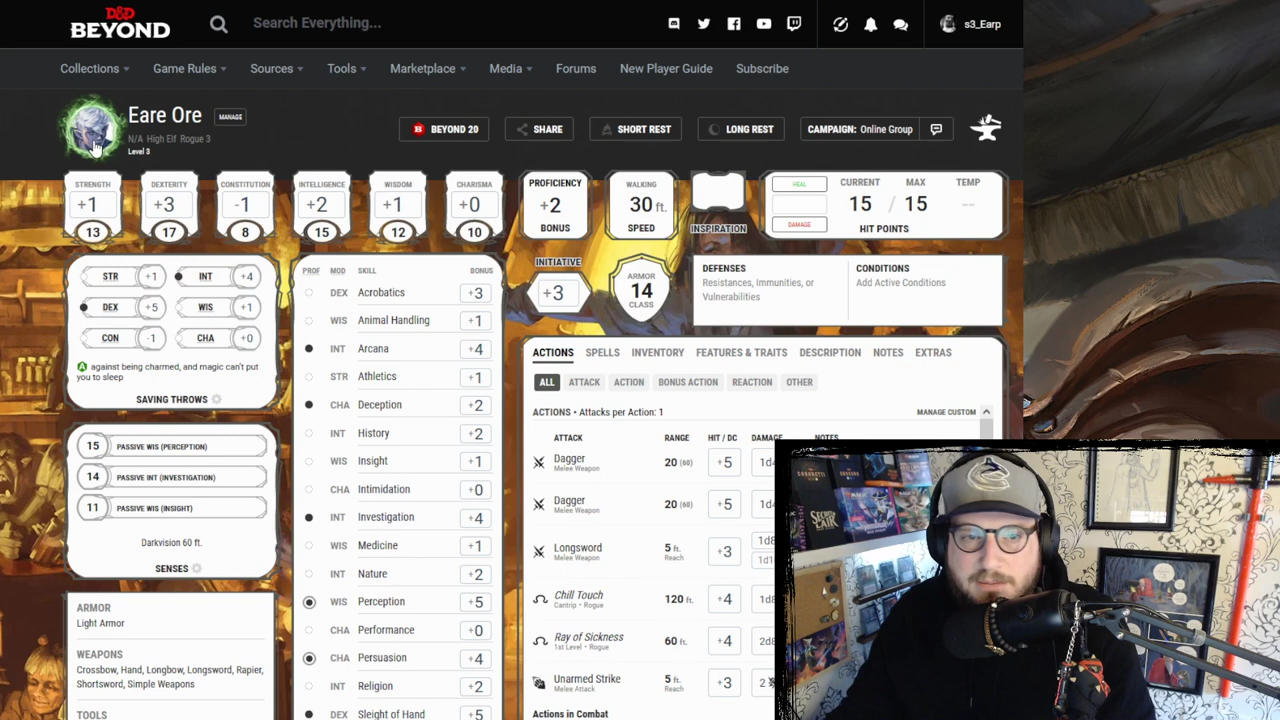 D&D
BEYOND
Search Everything...
s3_Earp
Collections
Game Rules
Sources
Tools
Marketplace
Media
Forums
New Player Guide
Subscribe
Eare Ore
MANAGE
N/A High Elf Rogue 3
Level 3
BEYOND 20
SHARE
SHORT REST
LONG REST
CAMPAIGN: Online Group
STRENGTH
+1
13
DEXTERITY
+3
17
CONSTITUTION
-1
8
INTELLIGENCE
+2
15
WISDOM
+1
12
CHARISMA
+0
10
PROFICIENCY
+2
BONUS
WALKING
30 ft.
SPEED
INSPIRATION
HEAL
DAMAGE
CURRENT MAX TEMP
15 / 15 --
HIT POINTS
STR +1
INT +4
DEX +5
WIS +1
CON -1
CHA +0
A against being charmed, and magic can't put
you to sleep
SAVING THROWS
15 PASSIVE WIS (PERCEPTION)
14 PASSIVE INT (INVESTIGATION)
11 PASSIVE WIS (INSIGHT)
Darkvision 60 ft.
SENSES
ARMOR
Light Armor
WEAPONS
Crossbow, Hand, Longbow, Longsword, Rapier,
Shortsword, Simple Weapons
TOOLS
PROF MOD SKILL BONUS
DEX Acrobatics +3
WIS Animal Handling +1
INT Arcana +4
STR Athletics +1
CHA Deception +2
INT History +2
WIS Insight +1
CHA Intimidation +0
INT Investigation +4
WIS Medicine +1
INT Nature +2
WIS Perception +5
CHA Performance +0
CHA Persuasion +4
INT Religion +2
DEX Sleight of Hand +5
INITIATIVE
+3
ARMOR
14
CLASS
DEFENSES
Resistances, Immunities, or
Vulnerabilities
CONDITIONS
Add Active Conditions
ACTIONS SPELLS INVENTORY FEATURES & TRAITS DESCRIPTION NOTES EXTRAS
ALL ATTACK ACTION BONUS ACTION REACTION OTHER
ACTIONS • Attacks per Action: 1
MANAGE CUSTOM
ATTACK RANGE HIT / DC DAMAGE NOTES
Dagger 20 (60) +5 1d4
Melee Weapon
Dagger 20 (60) +5 1d
Melee Weapon
Longsword 5 ft. +3 1d8
Melee Weapon Reach 1d1
Chill Touch 120 ft. +4 1d8
Cantrip • Rogue
Ray of Sickness 60 ft. +4 2d8
1st Level • Rogue
Unarmed Strike 5 ft. +3 2
Melee Attack Reach
Actions in Combat